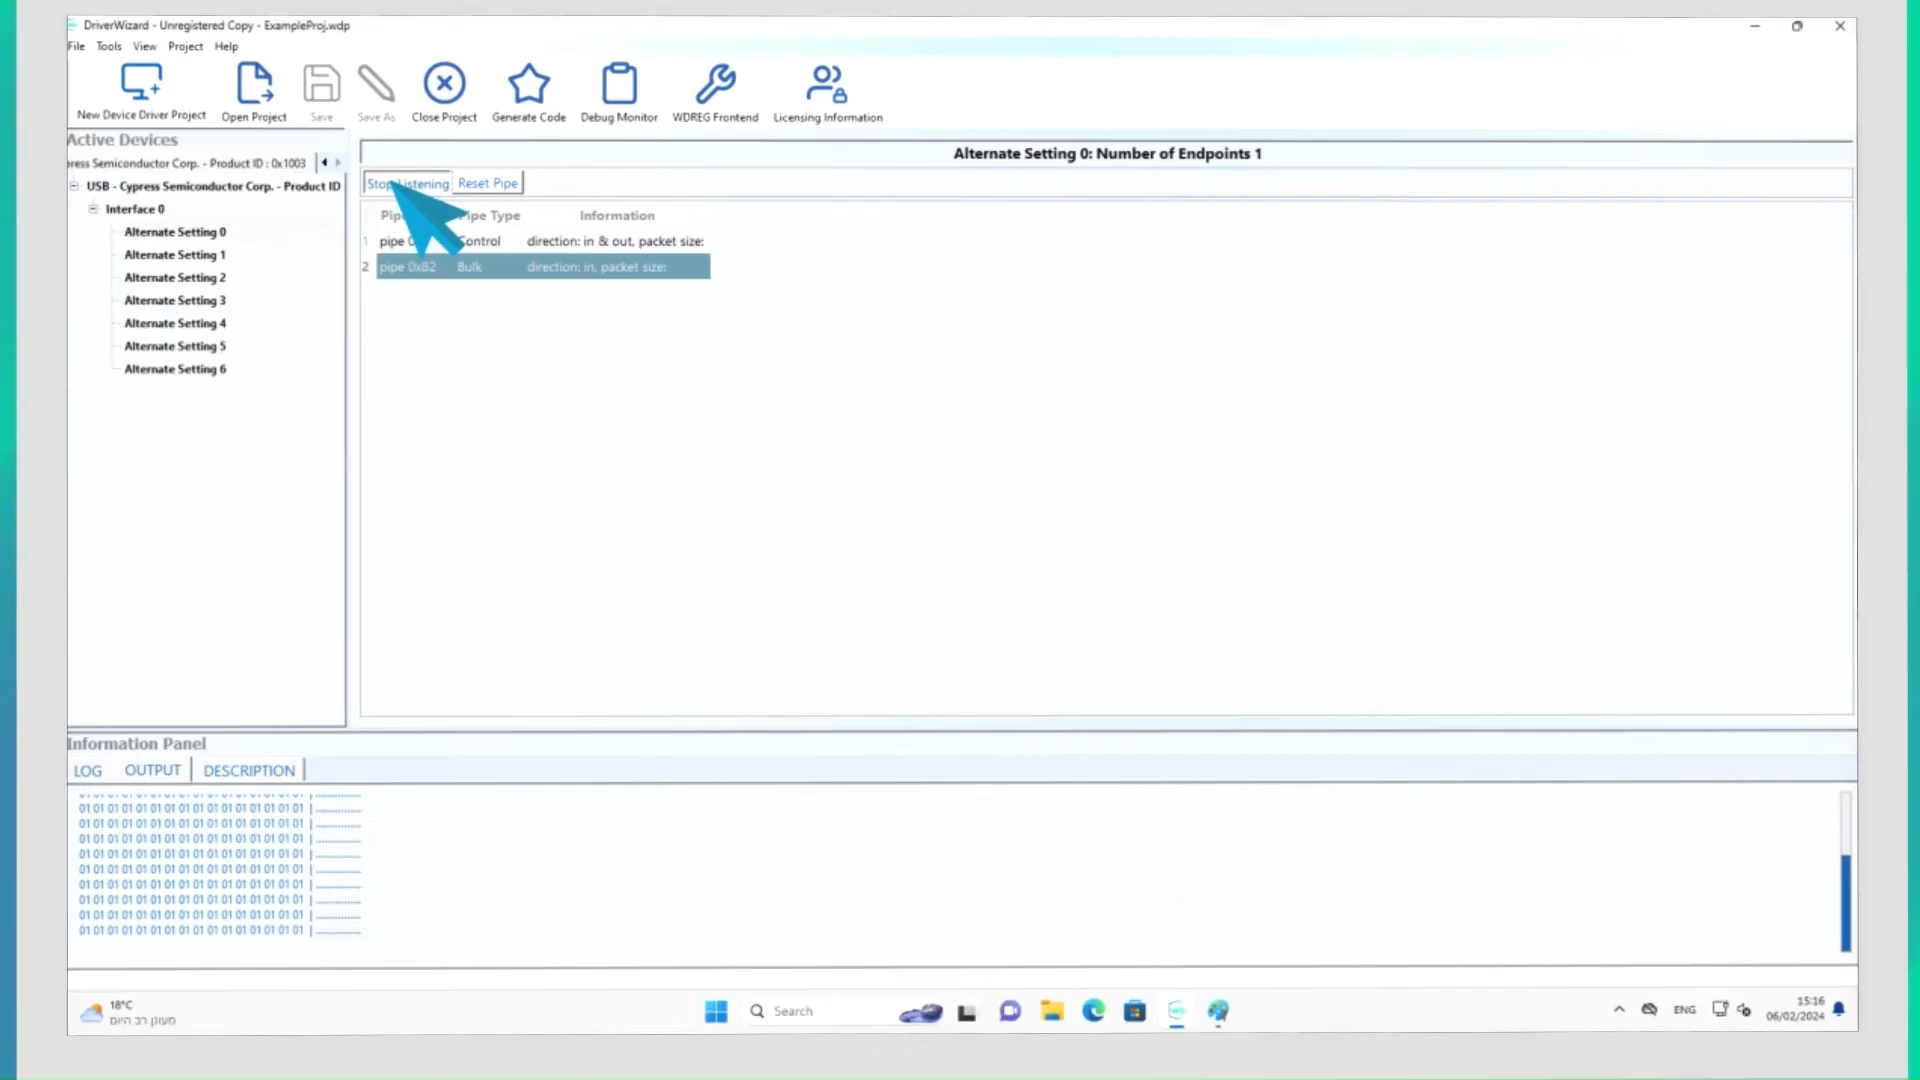 DriverWizard - Unregistered Copy - ExampleProj.wdp
File Tools View Project Help
New Device Driver Project Open Project Save Save As Close Project Generate Code Debug Monitor WDREG Frontend Licensing Information
Active Devices
ress Semiconductor Corp. - Product ID : 0x1003
USB - Cypress Semiconductor Corp. - Product ID
Interface 0
Alternate Setting 0
Alternate Setting 1
Alternate Setting 2
Alternate Setting 3
Alternate Setting 4
Alternate Setting 5
Alternate Setting 6
Alternate Setting 0: Number of Endpoints 1
Stop Listening Reset Pipe
Pipe Type Information
1 pipe Control direction: in & out, packet size:
2 pipe 0x82 Bulk direction: in, packet size:
Information Panel
LOG OUTPUT DESCRIPTION
01 01 01 01 01 01 01 01 01 01 01 01 01 01 01 01 | ................
01 01 01 01 01 01 01 01 01 01 01 01 01 01 01 01 | ................
01 01 01 01 01 01 01 01 01 01 01 01 01 01 01 01 | ................
01 01 01 01 01 01 01 01 01 01 01 01 01 01 01 01 | ................
01 01 01 01 01 01 01 01 01 01 01 01 01 01 01 01 | ................
01 01 01 01 01 01 01 01 01 01 01 01 01 01 01 01 | ................
01 01 01 01 01 01 01 01 01 01 01 01 01 01 01 01 | ................
01 01 01 01 01 01 01 01 01 01 01 01 01 01 01 01 | ................
01 01 01 01 01 01 01 01 01 01 01 01 01 01 01 01 | ................
18°C
מעונן רב היום
Search
ENG
15:16
06/02/2024